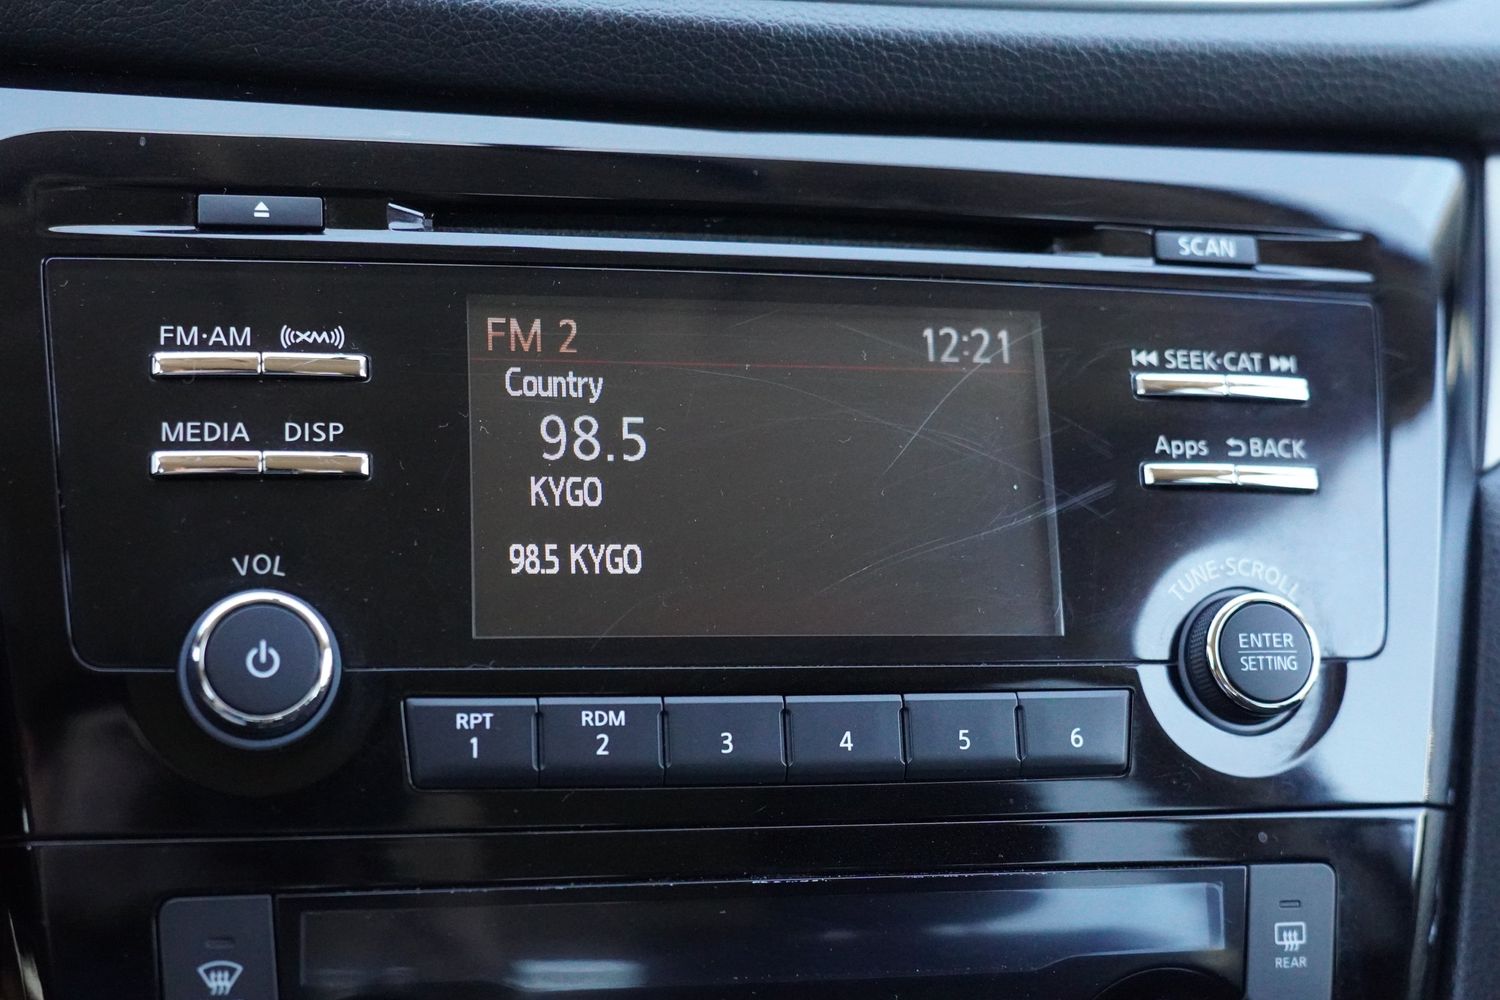 SCAN
FM·AM ((XM))
FM 2 12:21
SEEK·CAT
Country
MEDIA DISP
98.5
Apps BACK
KYGO
98.5 KYGO
VOL
TUNE·SCROLL
ENTER
SETTING
RPT RDM
1 2 3 4 5 6
REAR